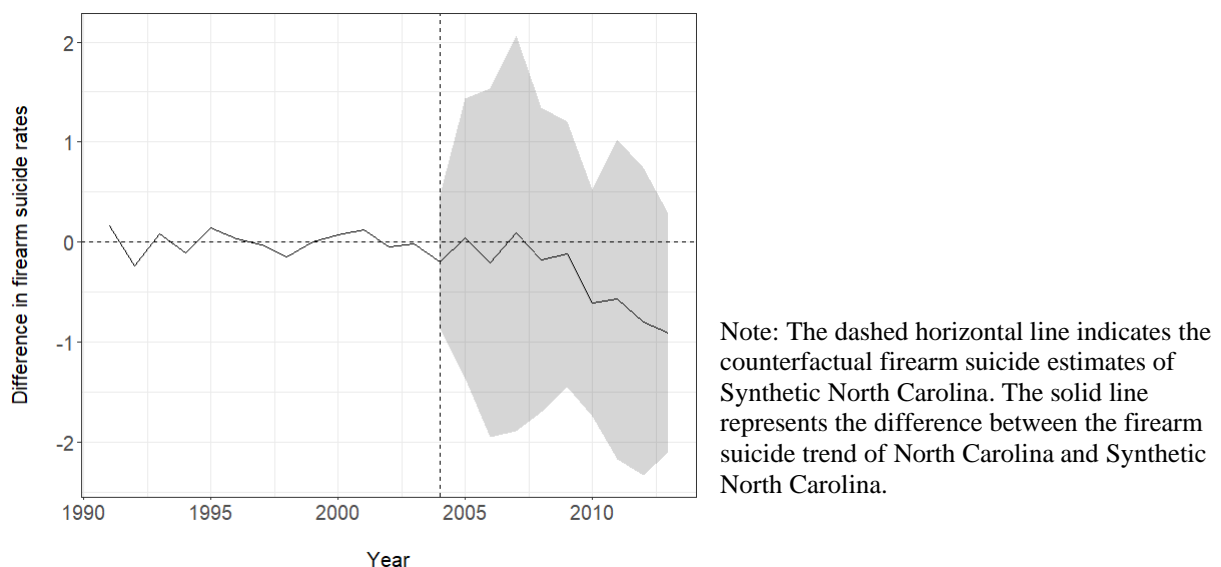 Difference in firearm suicide rates
2
1
0
-1
-2
1990 1995 2000 2005 2010
Year
Note: The dashed horizontal line indicates the
counterfactual firearm suicide estimates of
Synthetic North Carolina. The solid line
represents the difference between the firearm
suicide trend of North Carolina and Synthetic
North Carolina.